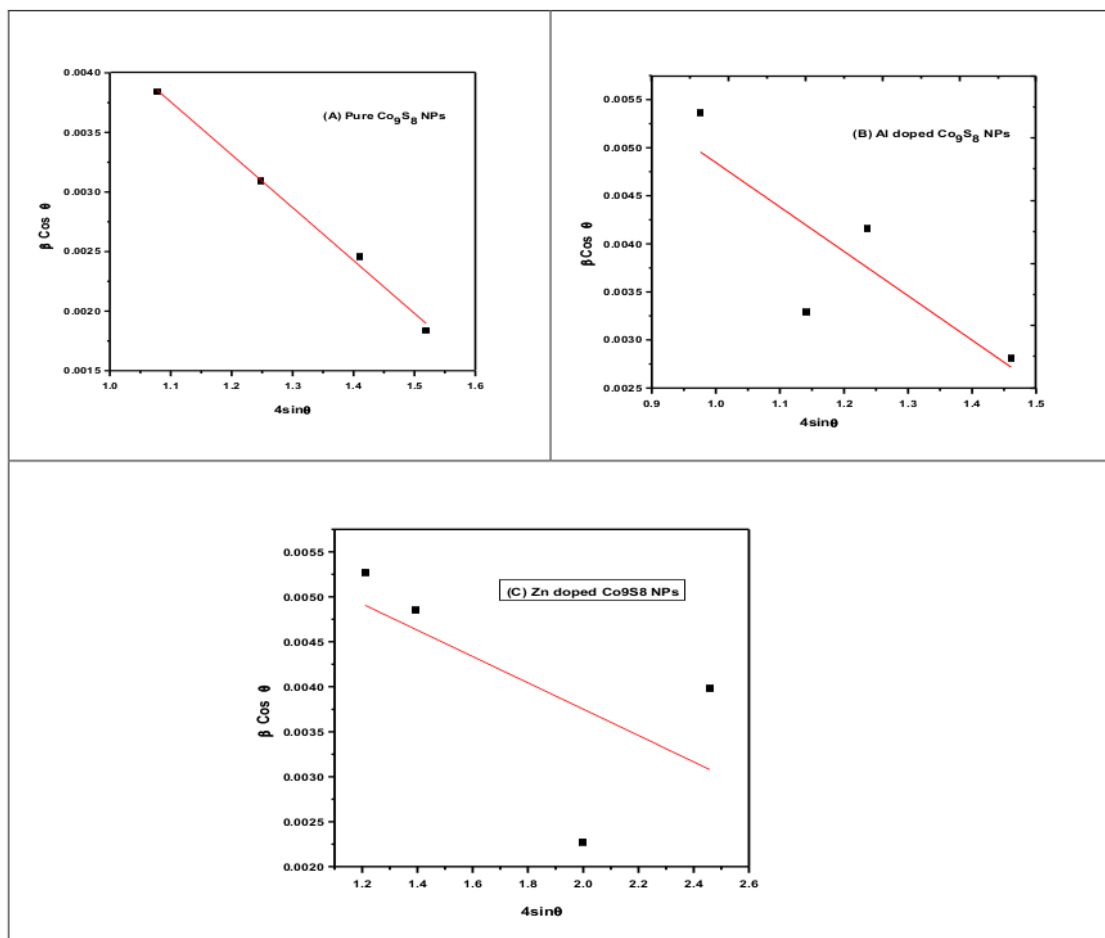 0.0040
0.0035
0.0030
0.0025
0.0020
0.0015
β Cos θ
(A) Pure Co₉S₈ NPs
1.0 1.1 1.2 1.3 1.4 1.5 1.6
4sinθ
0.0055
0.0050
0.0045
0.0040
0.0035
0.0030
0.0025
βCos θ
(B) Al doped Co₉S₈ NPs
0.9 1.0 1.1 1.2 1.3 1.4 1.5
4sinθ
0.0055
0.0050
0.0045
0.0040
0.0035
0.0030
0.0025
0.0020
β Cos θ
(C) Zn doped Co9S8 NPs
1.2 1.4 1.6 1.8 2.0 2.2 2.4 2.6
4sinθ